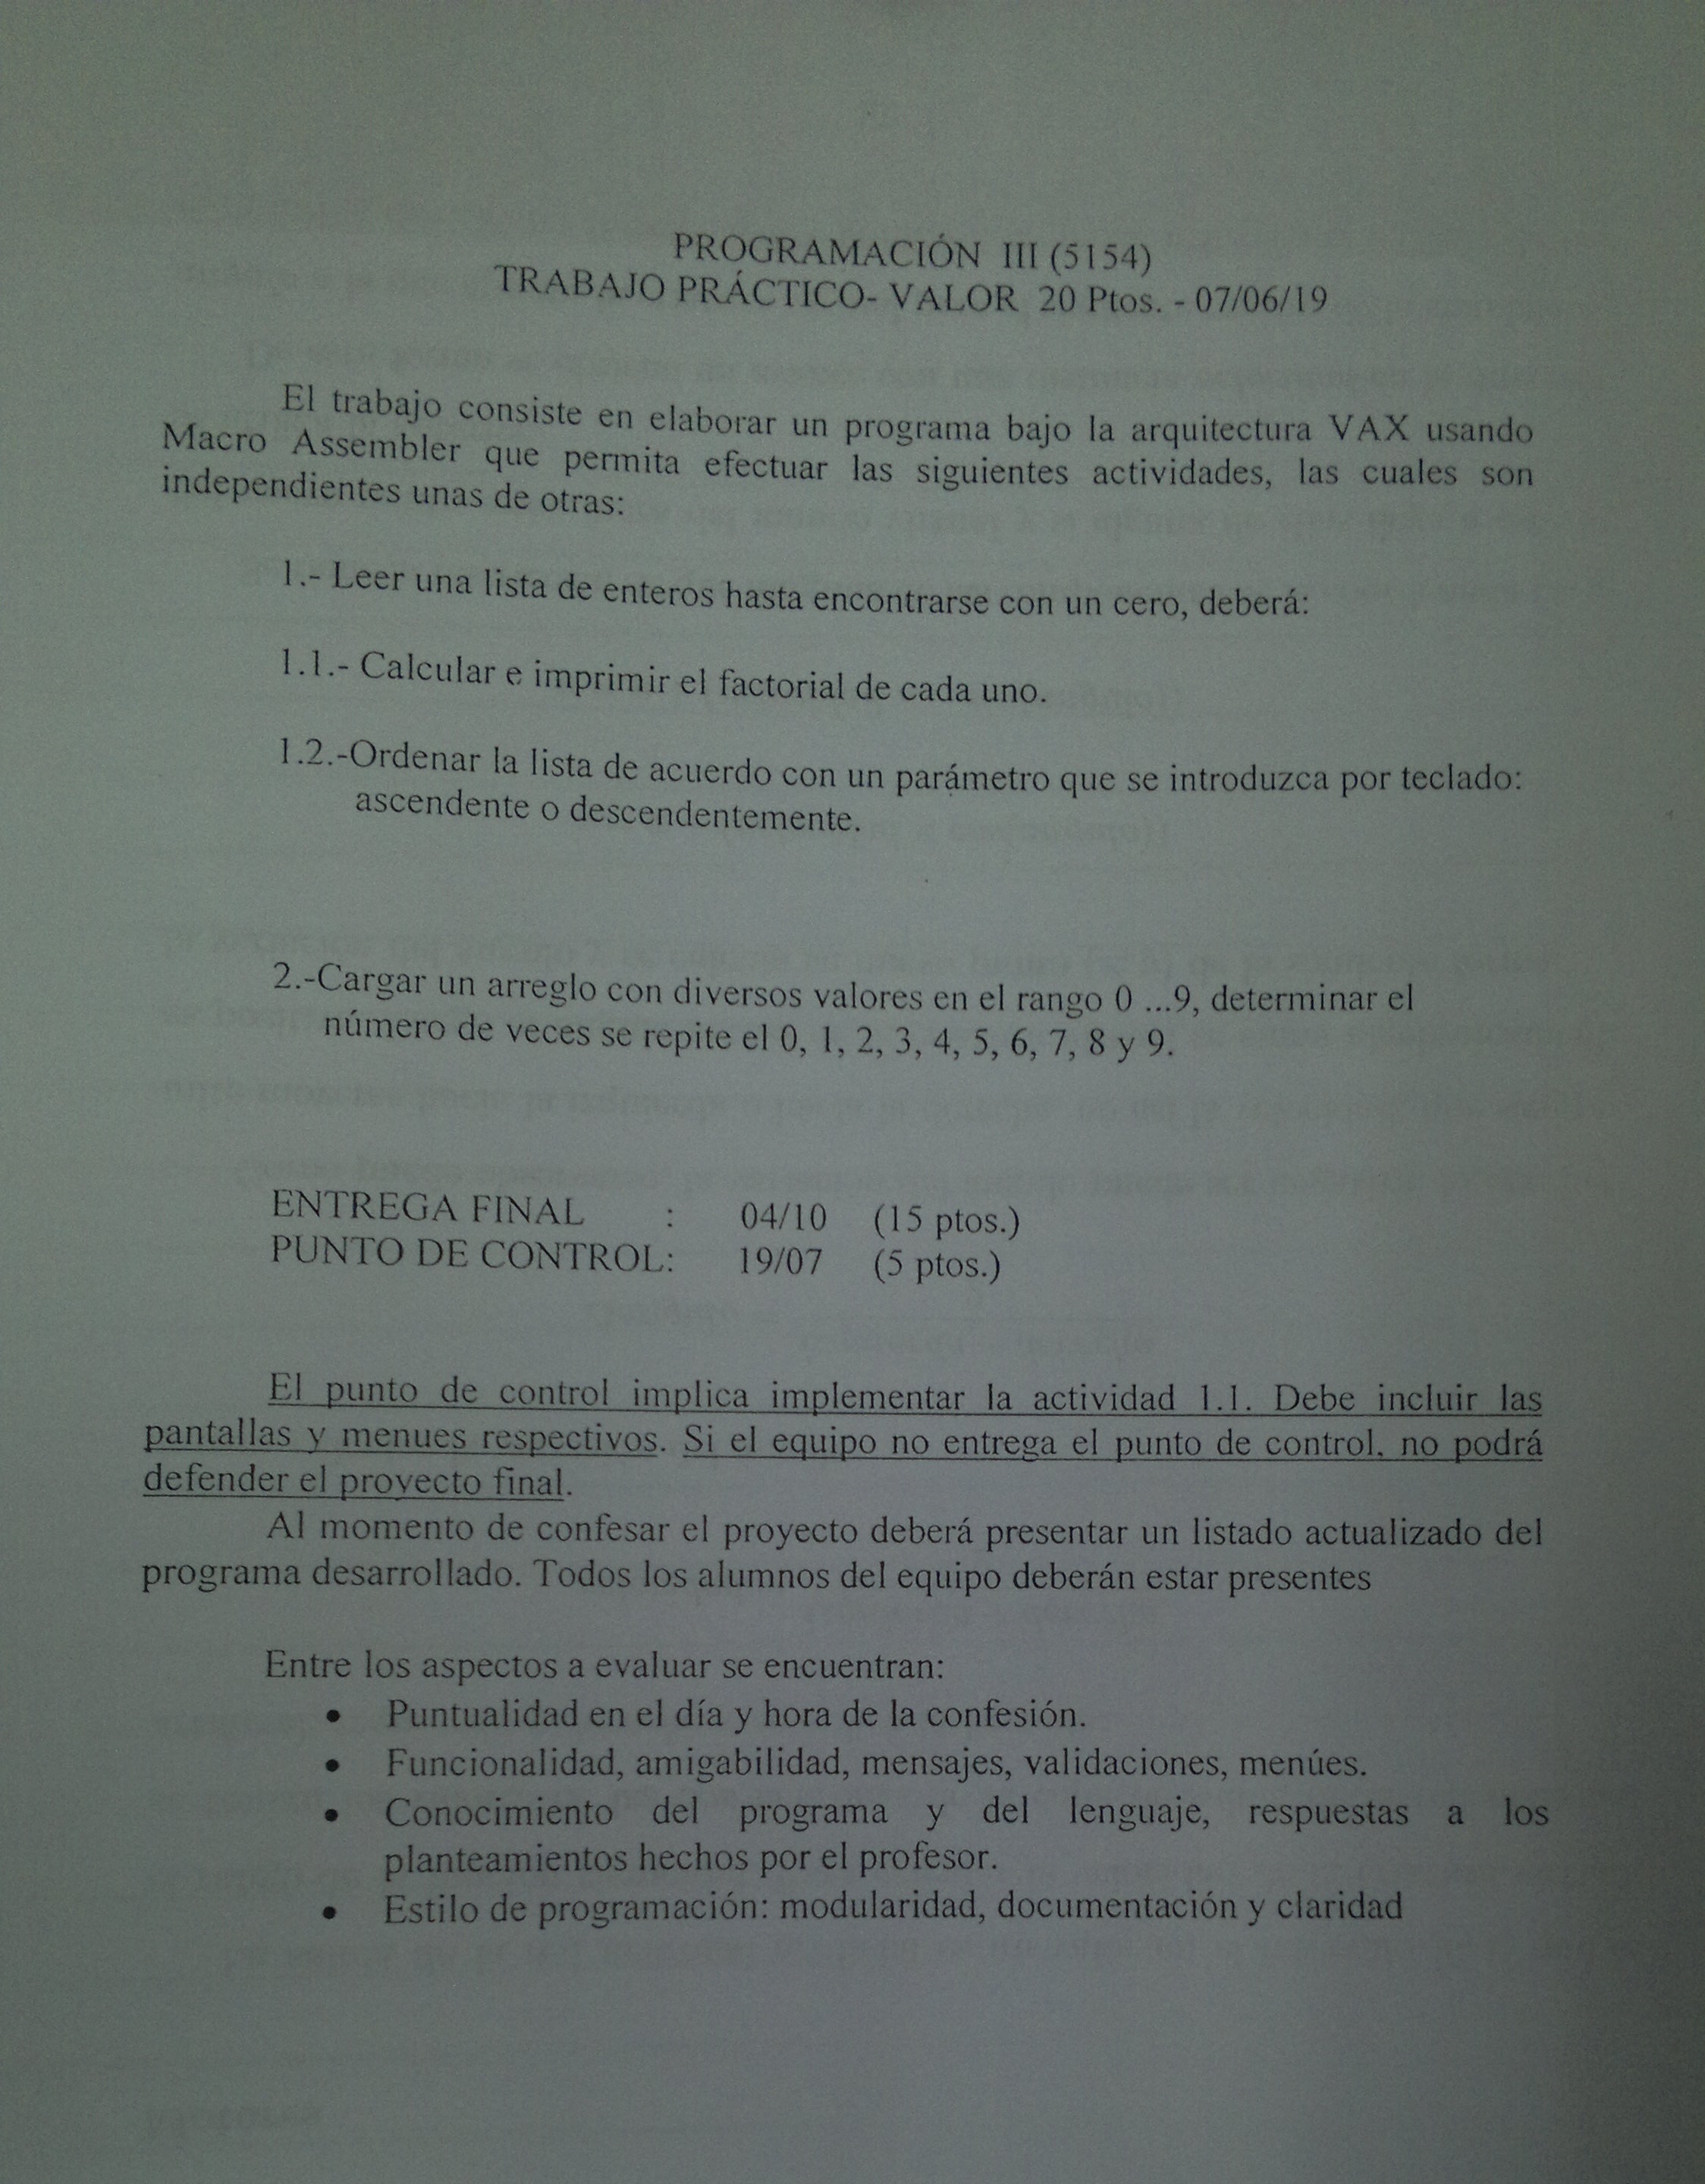 PROGRAMACIÓN III (5154)
TRABAJO PRÁCTICO- VALOR 20 Ptos. - 07/06/19
El trabajo consiste en elaborar un programa bajo la arquitectura VAX usando
Macro Assembler que permita efectuar las siguientes actividades, las cuales son
independientes unas de otras:
1.- Leer una lista de enteros hasta encontrarse con un cero, deberá:
1.1.- Calcular e imprimir el factorial de cada uno.
1.2.-Ordenar la lista de acuerdo con un parámetro que se introduzca por teclado:
ascendente o descendentemente.
2.-Cargar un arreglo con diversos valores en el rango 0 ...9, determinar el
número de veces se repite el 0, 1, 2, 3, 4, 5, 6, 7, 8 y 9.
ENTREGA FINAL : 04/10 (15 ptos.)
PUNTO DE CONTROL: 19/07 (5 ptos.)
El punto de control implica implementar la actividad 1.1. Debe incluir las
pantallas y menues respectivos. Si el equipo no entrega el punto de control, no podrá
defender el proyecto final.
Al momento de confesar el proyecto deberá presentar un listado actualizado del
programa desarrollado. Todos los alumnos del equipo deberán estar presentes
Entre los aspectos a evaluar se encuentran:
• Puntualidad en el día y hora de la confesión.
• Funcionalidad, amigabilidad, mensajes, validaciones, menúes.
• Conocimiento del programa y del lenguaje, respuestas a los
planteamientos hechos por el profesor.
• Estilo de programación: modularidad, documentación y claridad